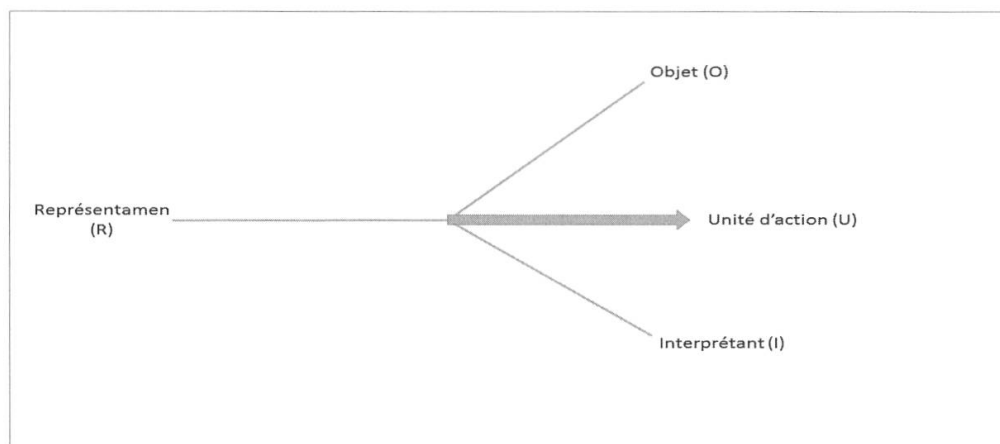 Objet (O)
Représentamen
(R)
Unité d'action (U)
Interprétant (I)